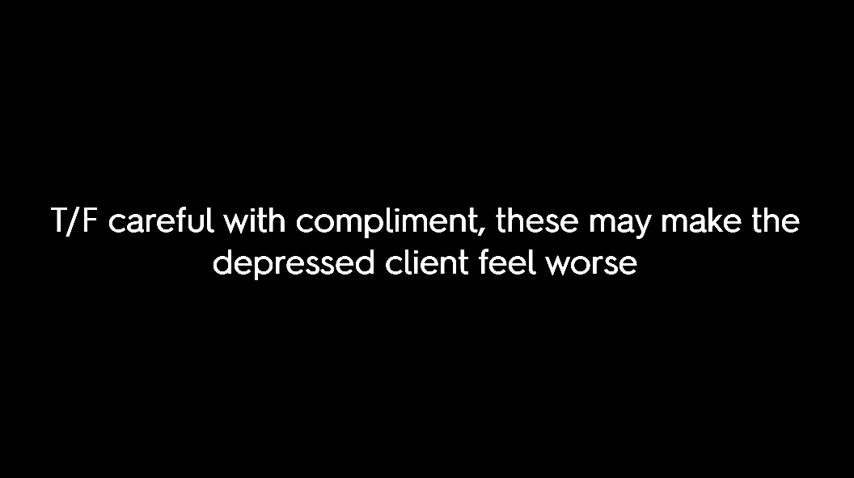 T/F careful with compliment, these may make the
depressed client feel worse